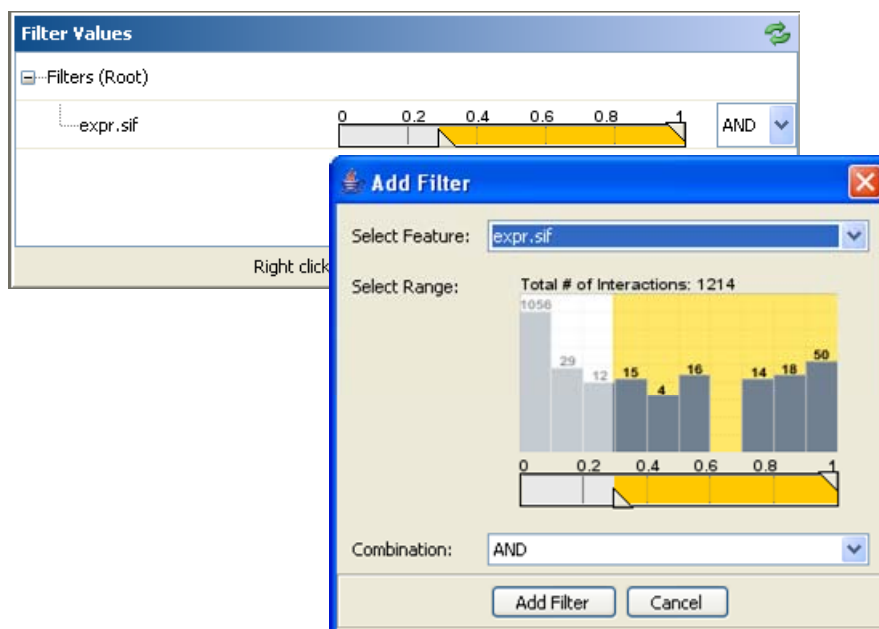 Filter Values
Filters (Root)
0 0.2 0.4 0.6 0.8 1
expr.sif AND
Right click
Add Filter
Select Feature: expr.sif
Select Range: Total # of Interactions: 1214
1056 29 12 15 4 16 14 18 50
0 0.2 0.4 0.6 0.8 1
Combination: AND
Add Filter Cancel